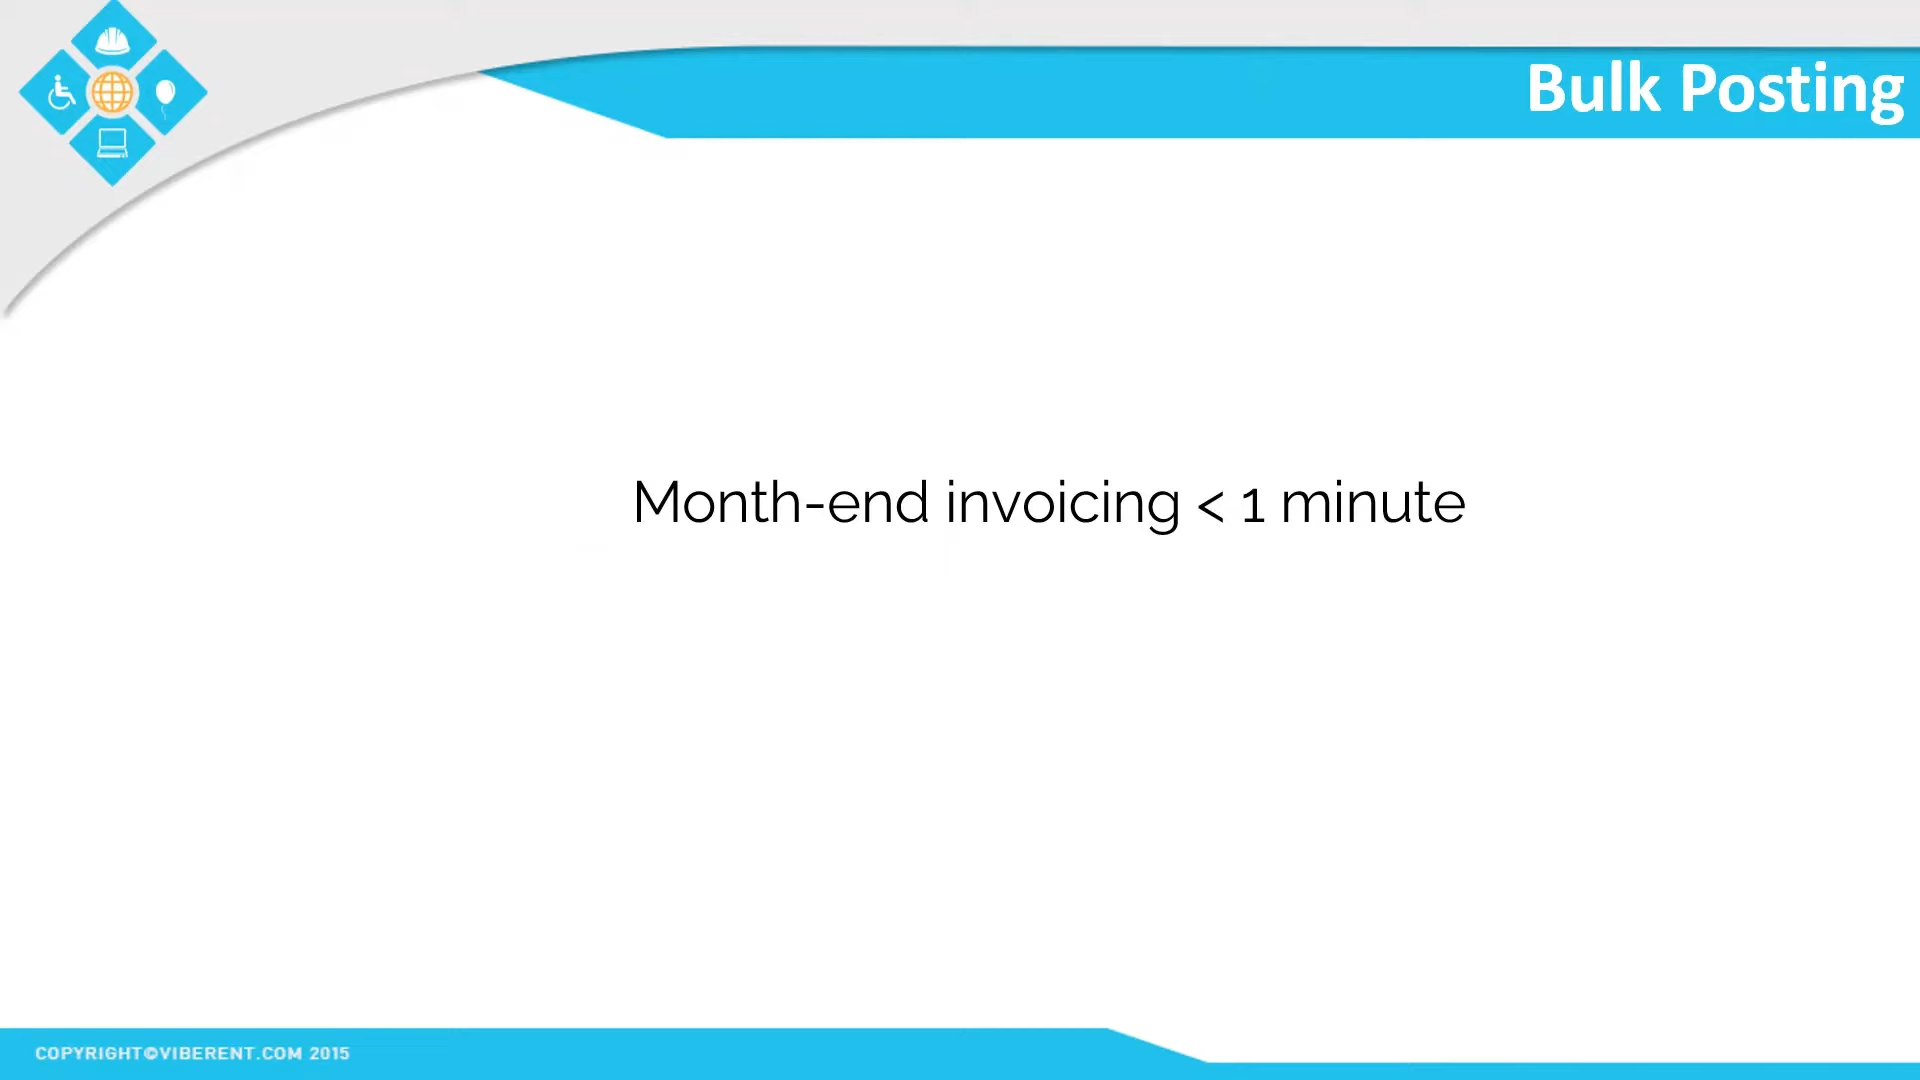 Bulk Posting
Month-end invoicing < 1 minute
COPYRIGHT©VIBERENT.COM 2015